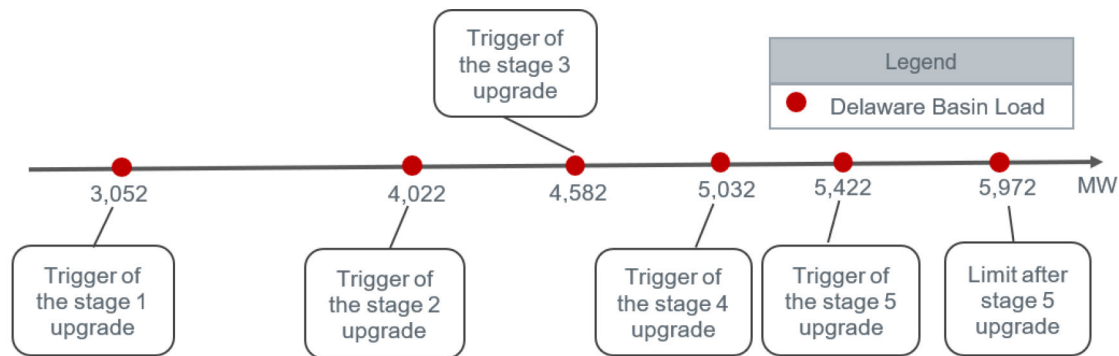 Trigger of
the stage 3
upgrade
Legend
Delaware Basin Load
3,052
4,022
4,582
5,032
5,422
5,972
MW
Trigger of
the stage 1
upgrade
Trigger of
the stage 2
upgrade
Trigger of
the stage 4
upgrade
Trigger of
the stage 5
upgrade
Limit after
stage 5
upgrade